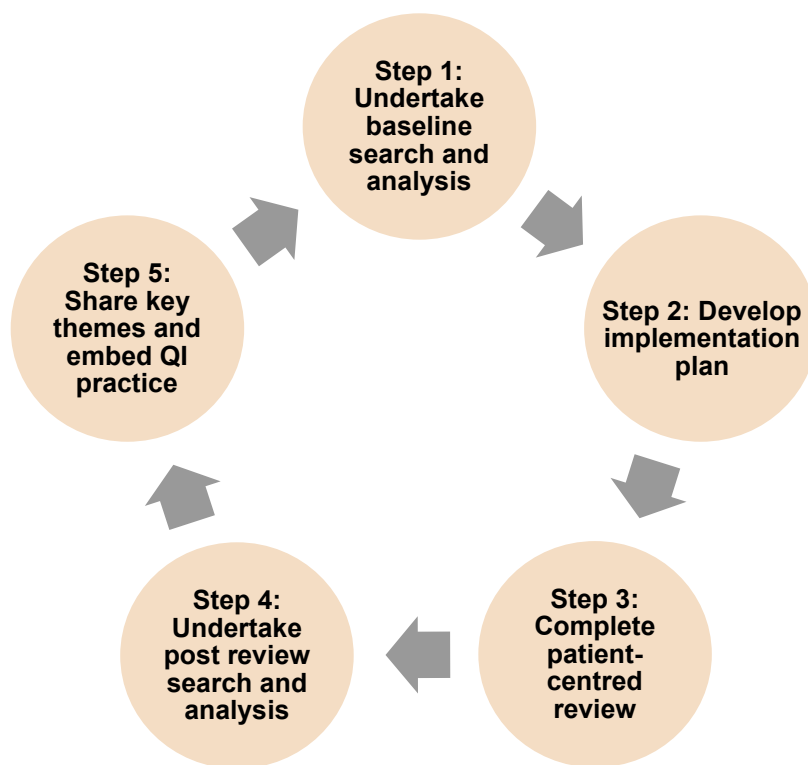 Step 1:
Undertake
baseline
search and
analysis
Step 2: Develop
implementation
plan
Step 3:
Complete
patient-
centred
review
Step 4:
Undertake
post review
search and
analysis
Step 5:
Share key
themes and
embed QI
practice